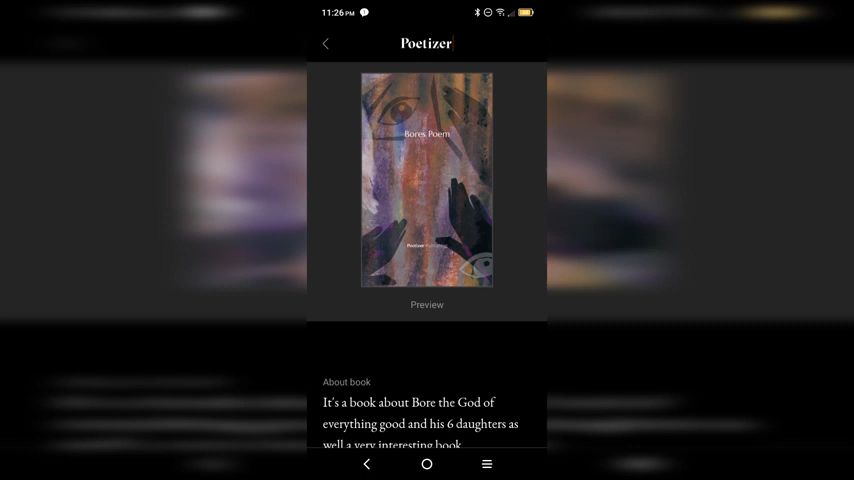 11:26 PM
Poetizer
Bores Poem
Poetizer
Preview
About book
It's a book about Bore the God of
everything good and his 6 daughters as
well a very interesting book